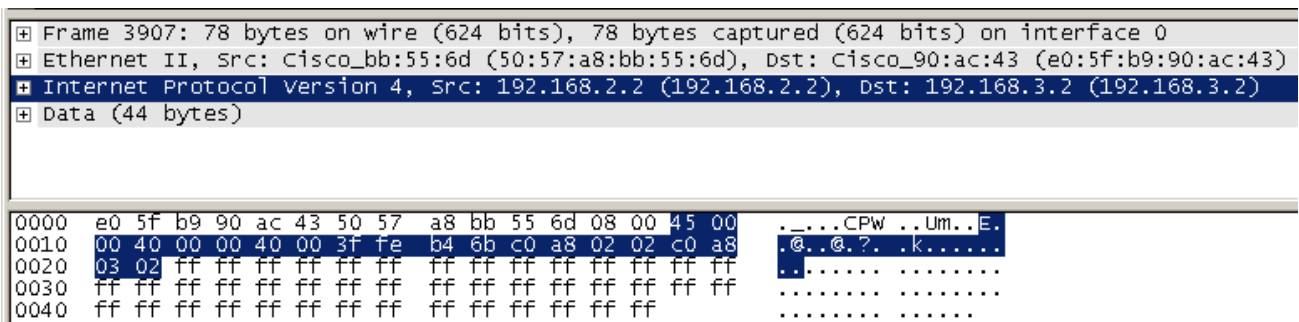 Frame 3907: 78 bytes on wire (624 bits), 78 bytes captured (624 bits) on interface 0
Ethernet II, Src: Cisco_bb:55:6d (50:57:a8:bb:55:6d), Dst: Cisco_90:ac:43 (e0:5f:b9:90:ac:43)
Internet Protocol Version 4, Src: 192.168.2.2 (192.168.2.2), Dst: 192.168.3.2 (192.168.3.2)
Data (44 bytes)
0000 e0 5f b9 90 ac 43 50 57 a8 bb 55 6d 08 00 45 00 ._...CPW ..Um..E.
0010 00 40 00 00 40 00 3f fe b4 6b c0 a8 02 02 c0 a8 .@..@.?. .k......
0020 03 02 ff ff ff ff ff ff ff ff ff ff ff ff ff ff ........ ........
0030 ff ff ff ff ff ff ff ff ff ff ff ff ff ff ff ff ........ ........
0040 ff ff ff ff ff ff ff ff ff ff ff ff ff ff ........ ......